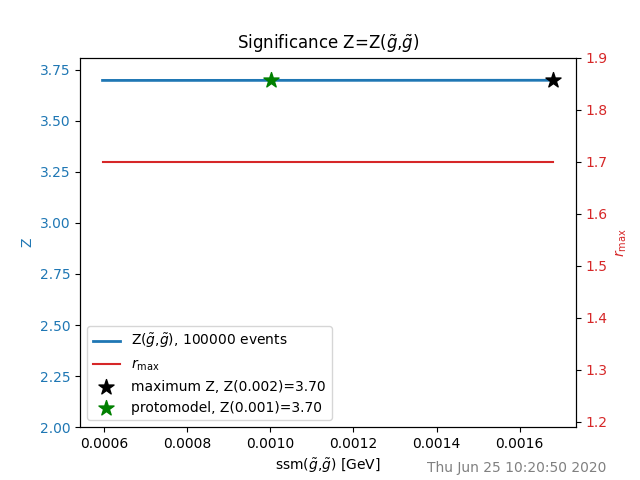 Significance Z=Z(g̃,g̃)
3.75
3.50
3.25
3.00
2.75
2.50
2.25
2.00
Z
1.9
1.8
1.7
1.6
1.5
1.4
1.3
1.2
r_max
Z(g̃,g̃), 100000 events
r_max
maximum Z, Z(0.002)=3.70
protomodel, Z(0.001)=3.70
0.0006 0.0008 0.0010 0.0012 0.0014 0.0016
ssm(g̃,g̃) [GeV]
Thu Jun 25 10:20:50 2020